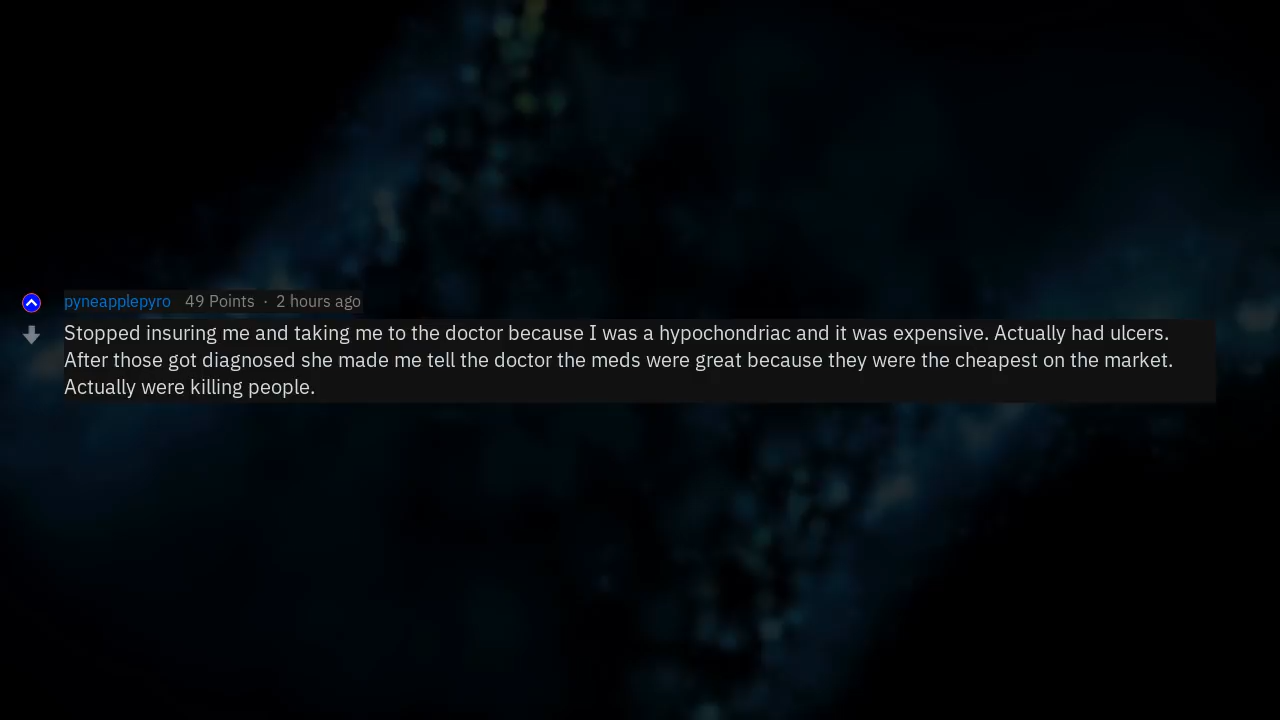 pyneapplepyro 49 Points · 2 hours ago
Stopped insuring me and taking me to the doctor because I was a hypochondriac and it was expensive. Actually had ulcers.
After those got diagnosed she made me tell the doctor the meds were great because they were the cheapest on the market.
Actually were killing people.